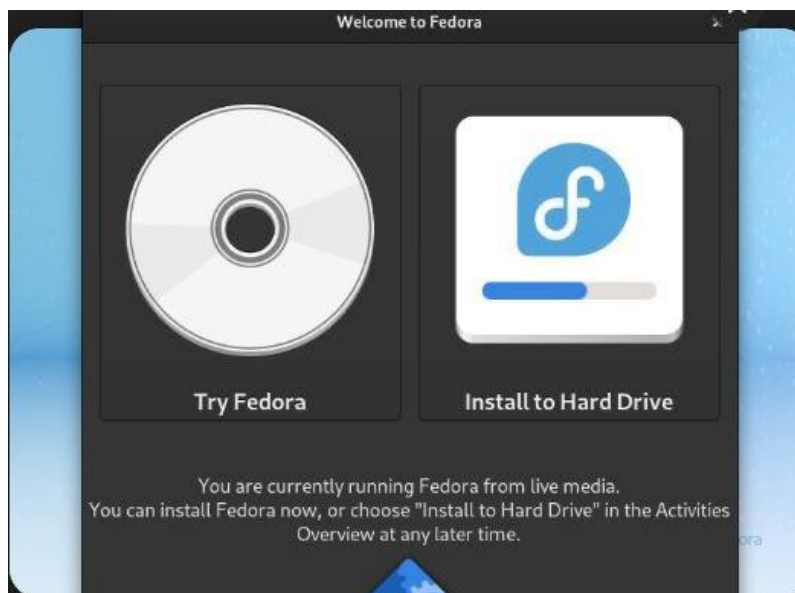 Welcome to Fedora
Try Fedora
Install to Hard Drive
You are currently running Fedora from live media.
You can install Fedora now, or choose "Install to Hard Drive" in the Activities
Overview at any later time.
ora